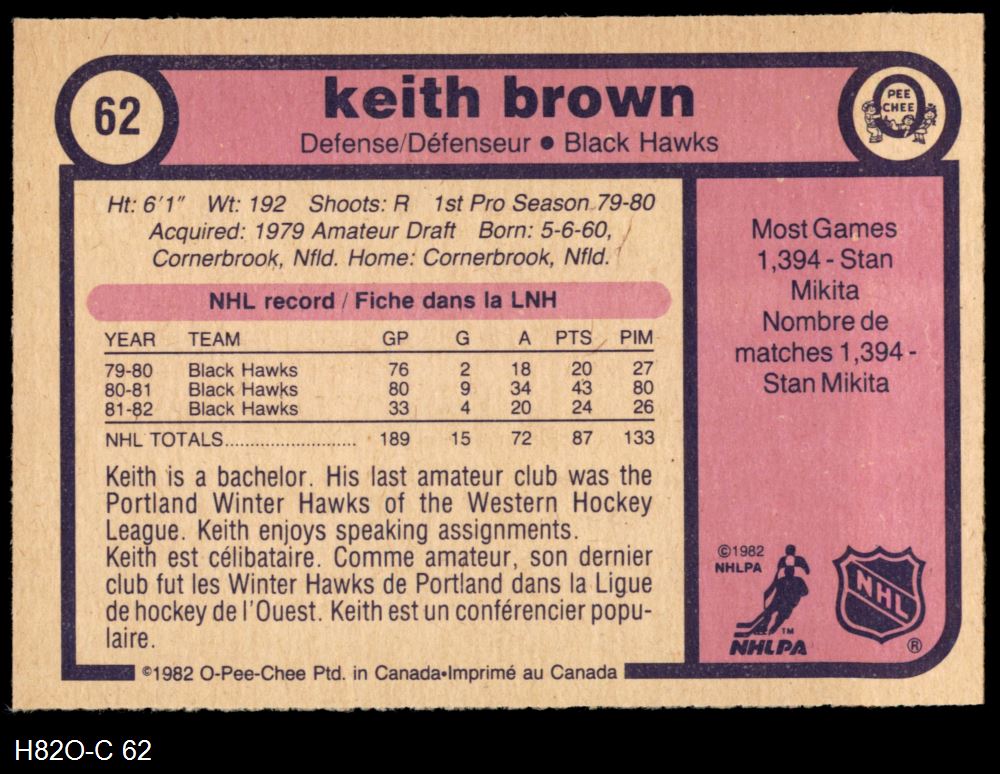 62
keith brown
Defense/Défenseur • Black Hawks
PEE
CHEE
Ht: 6'1" Wt: 192 Shoots: R 1st Pro Season 79-80
Acquired: 1979 Amateur Draft Born: 5-6-60,
Cornerbrook, Nfld. Home: Cornerbrook, Nfld.
NHL record / Fiche dans la LNH
YEAR TEAM GP G A PTS PIM
79-80 Black Hawks 76 2 18 20 27
80-81 Black Hawks 80 9 34 43 80
81-82 Black Hawks 33 4 20 24 26
NHL TOTALS........................... 189 15 72 87 133
Keith is a bachelor. His last amateur club was the
Portland Winter Hawks of the Western Hockey
League. Keith enjoys speaking assignments.
Keith est célibataire. Comme amateur, son dernier
club fut les Winter Hawks de Portland dans la Ligue
de hockey de l'Ouest. Keith est un conférencier popu-
laire.
Most Games
1,394 - Stan
Mikita
Nombre de
matches 1,394 -
Stan Mikita
©1982
NHLPA
TM
NHLPA
NHL
®
©1982 O-Pee-Chee Ptd. in Canada•Imprimé au Canada
H82O-C 62